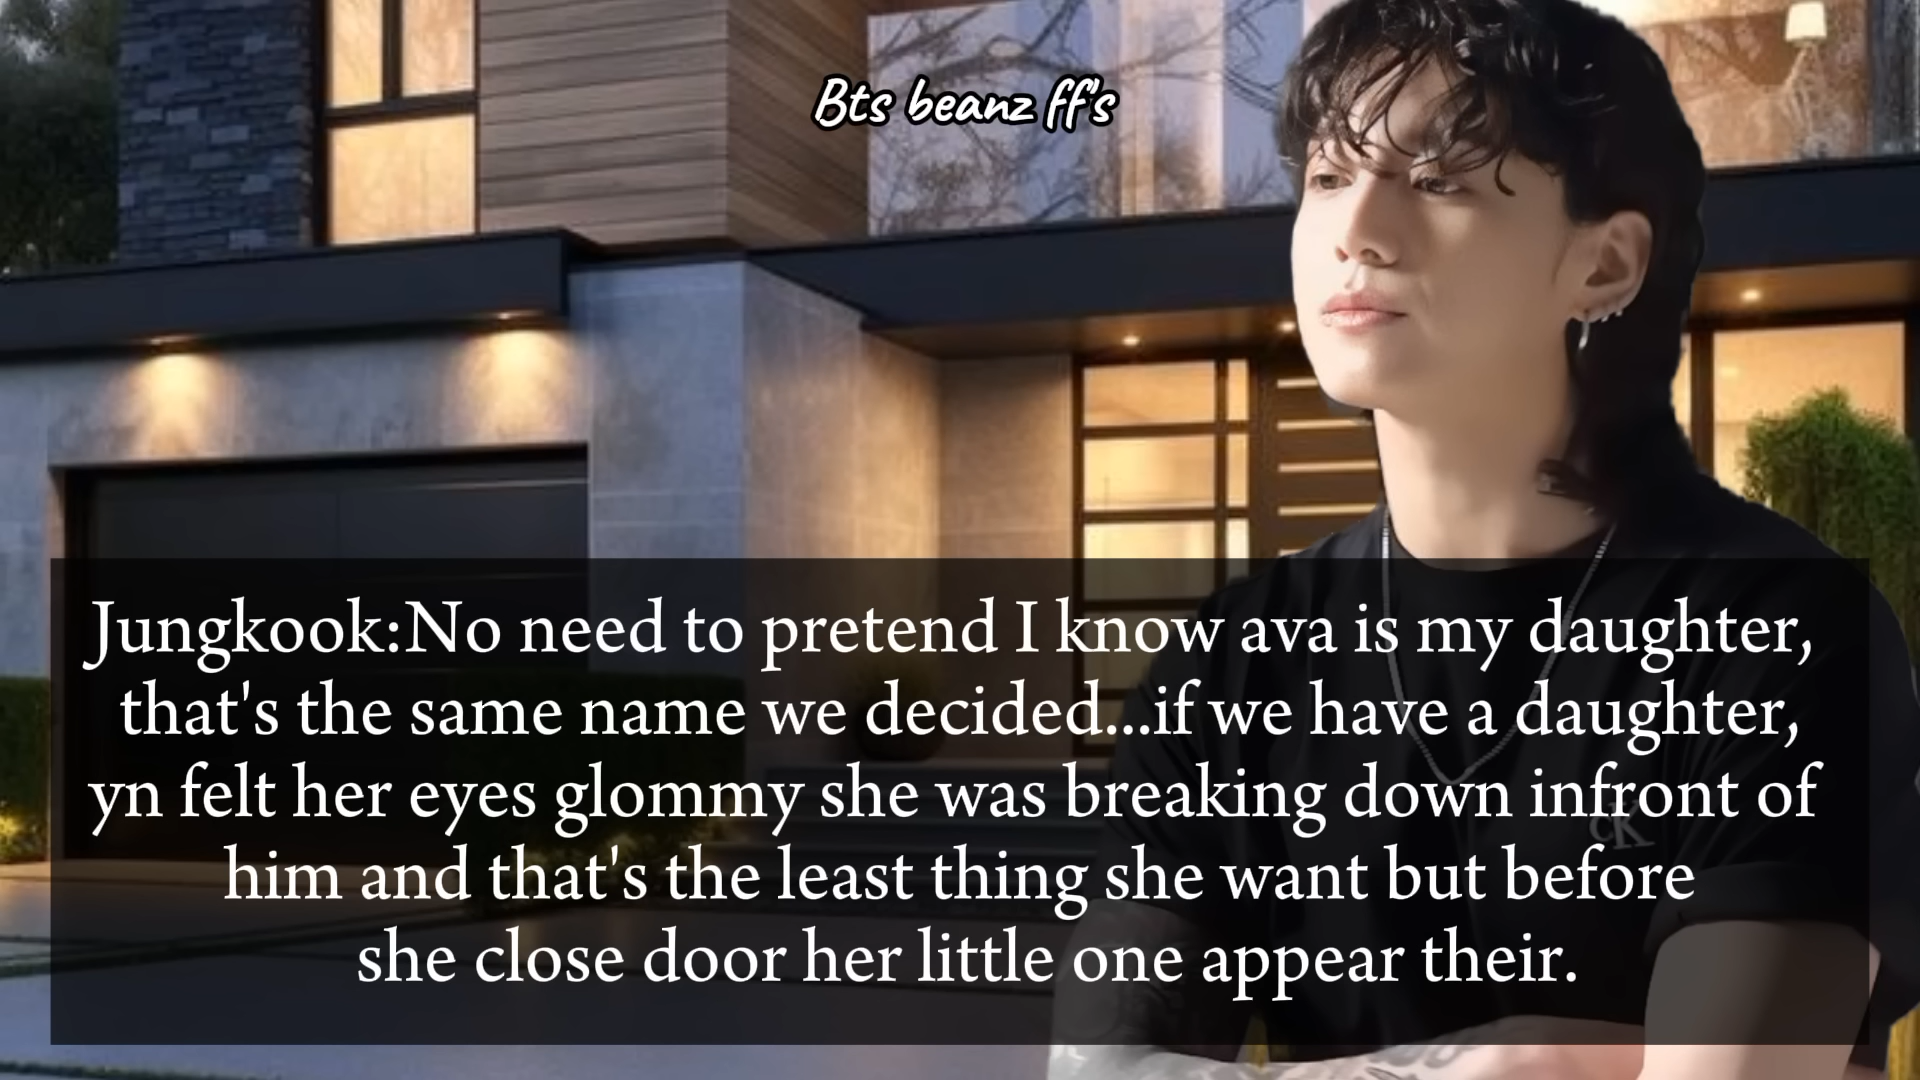 Bts beanz ff's
Jungkook:No need to pretend I know ava is my daughter,
that's the same name we decided...if we have a daughter,
yn felt her eyes glommy she was breaking down infront of
him and that's the least thing she want but before
she close door her little one appear their.
cK